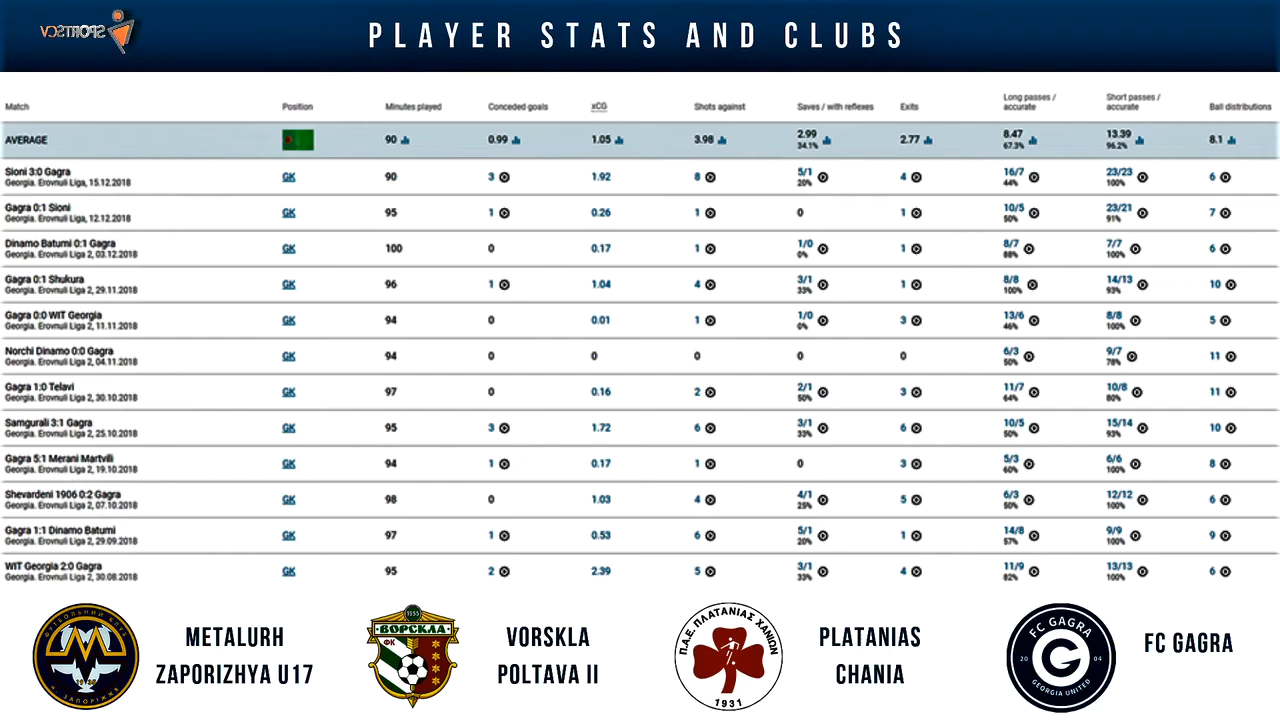 SPORTSCV
PLAYER STATS AND CLUBS
Match Position Minutes played Conceded goals xCG Shots against Saves / with reflexes Exits Long passes / accurate Short passes / accurate Ball distributions
AVERAGE 90 0.99 1.05 3.98 2.99 34.1% 2.77 8.47 67.3% 13.39 96.2% 8.1
Sioni 3:0 Gagra GK 90 3 1.92 8 5/1 4 16/7 23/23 6
Georgia. Erovnuli Liga, 15.12.2018 20% 44% 100%
Gagra 0:1 Sioni GK 95 1 0.26 1 0 1 10/5 23/21 7
Georgia. Erovnuli Liga, 12.12.2018 50% 91%
Dinamo Batumi 0:1 Gagra GK 100 0 0.17 1 1/0 1 8/7 7/7 6
Georgia. Erovnuli Liga 2, 03.12.2018 0% 88% 100%
Gagra 0:1 Shukura GK 96 1 1.04 4 3/1 1 8/8 14/13 10
Georgia. Erovnuli Liga 2, 29.11.2018 33% 100% 93%
Gagra 0:0 WIT Georgia GK 94 0 0.01 1 1/0 3 13/6 8/8 5
Georgia. Erovnuli Liga 2, 11.11.2018 0% 46% 100%
Norchi Dinamo 0:0 Gagra GK 94 0 0 0 0 0 6/3 9/7 11
Georgia. Erovnuli Liga 2, 04.11.2018 50% 78%
Gagra 1:0 Telavi GK 97 0 0.16 2 2/1 3 11/7 10/8 11
Georgia. Erovnuli Liga 2, 30.10.2018 50% 64% 80%
Samgurali 3:1 Gagra GK 95 3 1.72 6 3/1 6 10/5 15/14 10
Georgia. Erovnuli Liga 2, 25.10.2018 33% 50% 93%
Gagra 5:1 Merani Martvili GK 94 1 0.17 1 0 3 5/3 6/6 8
Georgia. Erovnuli Liga 2, 19.10.2018 60% 100%
Shevardeni 1906 0:2 Gagra GK 98 0 1.03 4 4/1 5 6/3 12/12 6
Georgia. Erovnuli Liga 2, 07.10.2018 25% 50% 100%
Gagra 1:1 Dinamo Batumi GK 97 1 0.53 6 5/1 1 14/8 9/9 9
Georgia. Erovnuli Liga 2, 29.09.2018 20% 57% 100%
WIT Georgia 2:0 Gagra GK 95 2 2.39 5 3/1 4 11/9 13/13 6
Georgia. Erovnuli Liga 2, 30.08.2018 33% 82% 100%
ФУТБОЛЬНИЙ КЛУБ
М
1935
М. ЗАПОРІЖЖЯ
METALURH
ZAPORIZHYA U17
1955
ВОРСКЛА
ФК
VORSKLA
POLTAVA II
Π.Α.Ε. ΠΛΑΤΑΝΙΑΣ ΧΑΝΙΩΝ
1931
PLATANIAS
CHANIA
FC GAGRA
20 04
G
GEORGIA UNITED
FC GAGRA